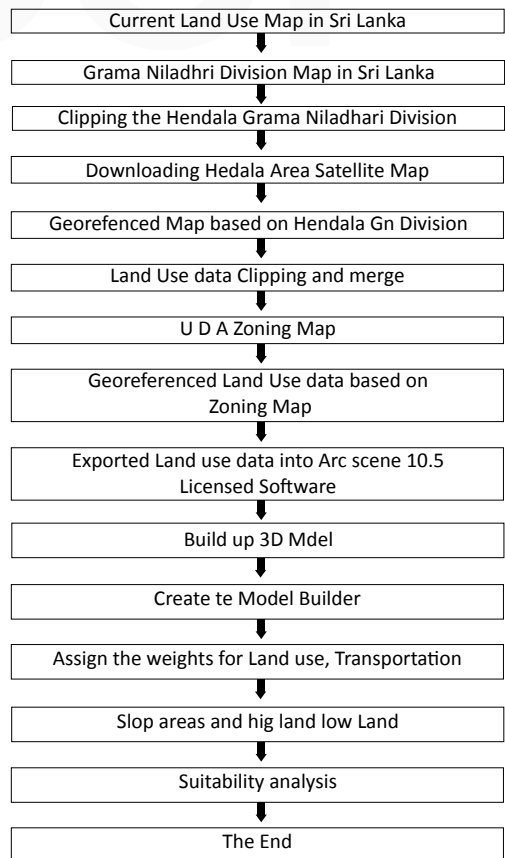 Current Land Use Map in Sri Lanka
Grama Niladhri Division Map in Sri Lanka
Clipping the Hendala Grama Niladhari Division
Downloading Hedala Area Satellite Map
Georefenced Map based on Hendala Gn Division
Land Use data Clipping and merge
U D A Zoning Map
Georeferenced Land Use data based on
Zoning Map
Exported Land use data into Arc scene 10.5
Licensed Software
Build up 3D Mdel
Create te Model Builder
Assign the weights for Land use, Transportation
Slop areas and hig land low Land
Suitability analysis
The End